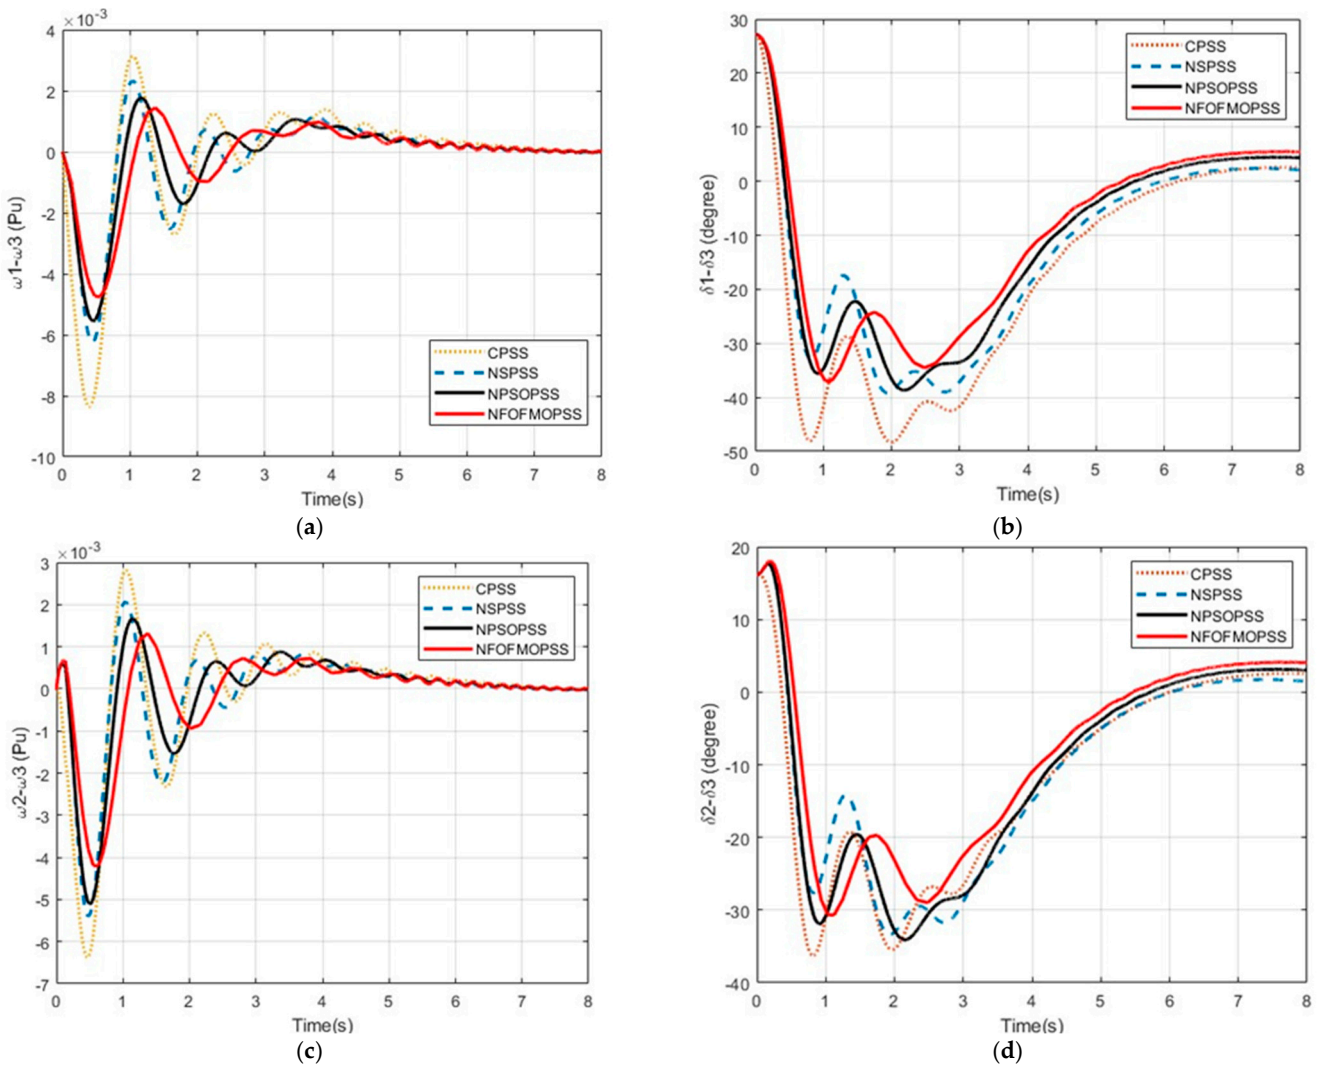 ×10-3
4
2
0
-2
-4
-6
-8
-10
ω1-ω3 (Pu)
CPSS
NSPSS
NPSOPSS
NFOFMOPSS
0 1 2 3 4 5 6 7 8
Time(s)
(a)
30
20
10
0
-10
-20
-30
-40
-50
δ1-δ3 (degree)
CPSS
NSPSS
NPSOPSS
NFOFMOPSS
0 1 2 3 4 5 6 7 8
Time(s)
(b)
×10-3
3
2
1
0
-1
-2
-3
-4
-5
-6
-7
ω2-ω3 (Pu)
CPSS
NSPSS
NPSOPSS
NFOFMOPSS
0 1 2 3 4 5 6 7 8
Time(s)
(c)
20
10
0
-10
-20
-30
-40
δ2-δ3 (degree)
CPSS
NSPSS
NPSOPSS
NFOFMOPSS
0 1 2 3 4 5 6 7 8
Time(s)
(d)